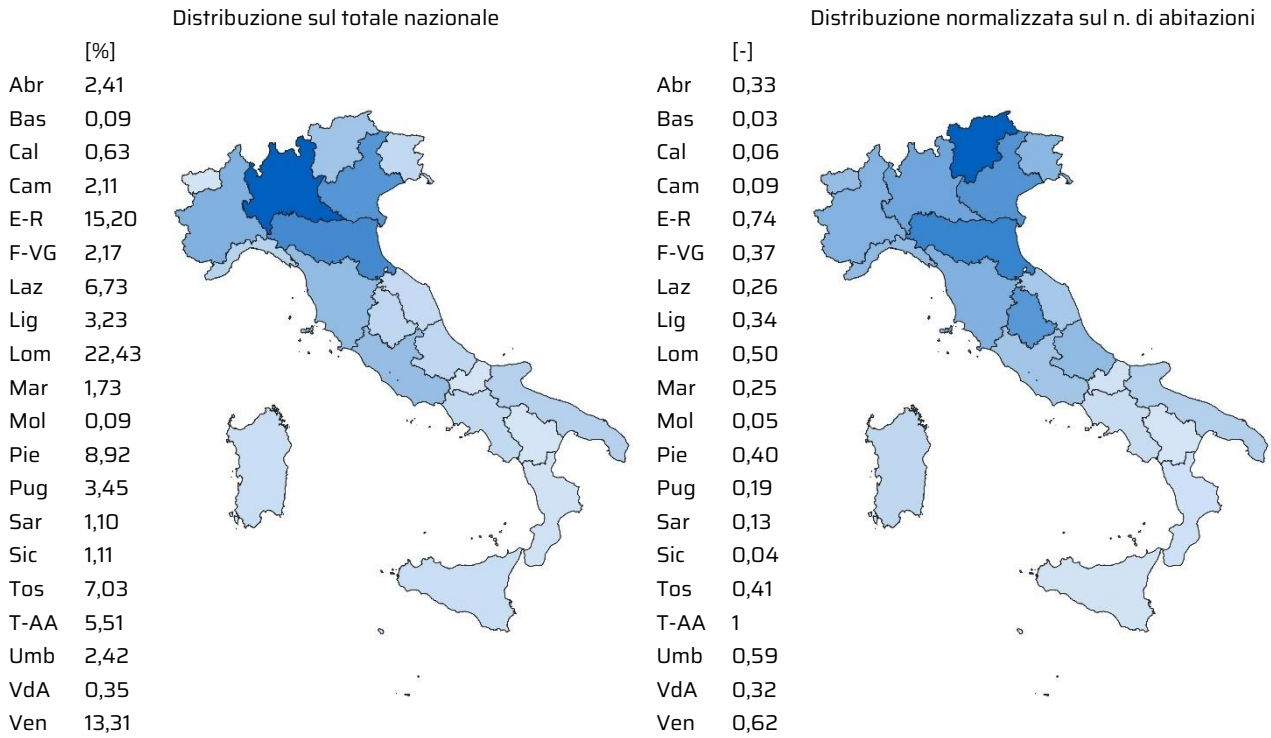 Distribuzione sul totale nazionale
[%]
Abr 2,41
Bas 0,09
Cal 0,63
Cam 2,11
E-R 15,20
F-VG 2,17
Laz 6,73
Lig 3,23
Lom 22,43
Mar 1,73
Mol 0,09
Pie 8,92
Pug 3,45
Sar 1,10
Sic 1,11
Tos 7,03
T-AA 5,51
Umb 2,42
VdA 0,35
Ven 13,31
Distribuzione normalizzata sul n. di abitazioni
[-]
Abr 0,33
Bas 0,03
Cal 0,06
Cam 0,09
E-R 0,74
F-VG 0,37
Laz 0,26
Lig 0,34
Lom 0,50
Mar 0,25
Mol 0,05
Pie 0,40
Pug 0,19
Sar 0,13
Sic 0,04
Tos 0,41
T-AA 1
Umb 0,59
VdA 0,32
Ven 0,62